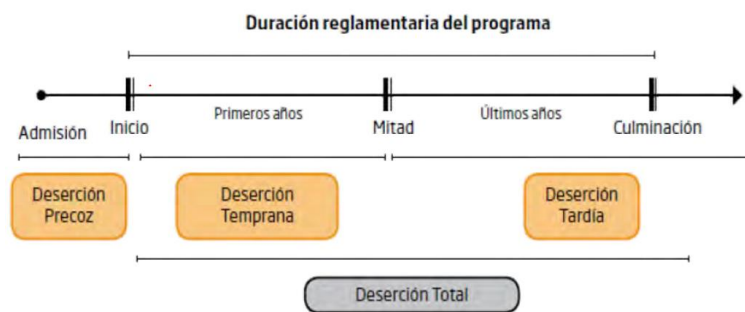 Duración reglamentaria del programa
Primeros años
Últimos años
Admisión
Inicio
Mitad
Culminación
Deserción
Precoz
Deserción
Temprana
Deserción
Tardía
Deserción Total